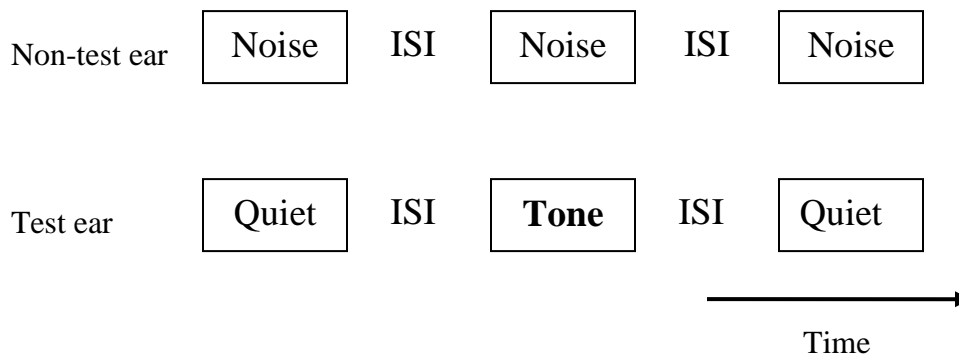 Non-test ear Noise ISI Noise ISI Noise
Test ear Quiet ISI Tone ISI Quiet
Time